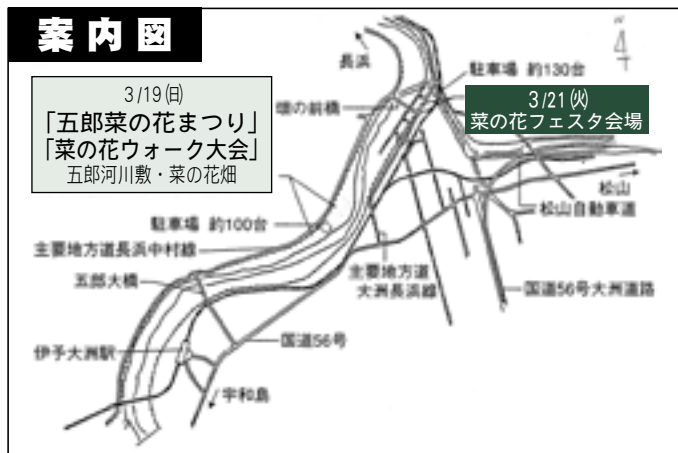 案内図
長浜
駐車場 約130台
3/19(日)
「五郎菜の花まつり」
「菜の花ウォーク大会」
五郎河川敷・菜の花畑
畑の前橋
3/21(火)
菜の花フェスタ会場
松山
松山自動車道
駐車場 約100台
主要地方道長浜中村線
五郎大橋
主要地方道
大洲長浜線
国道56号大洲道路
国道56号
伊予大洲駅
宇和島